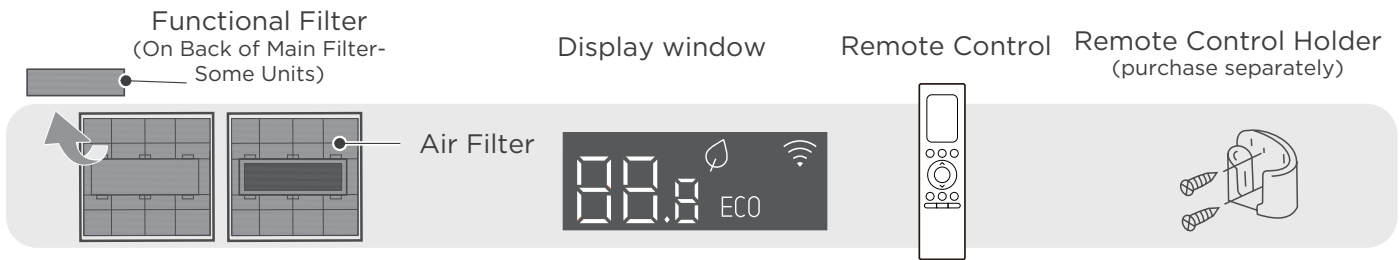 Functional Filter
(On Back of Main Filter-
Some Units)
Display window
Remote Control
Remote Control Holder
(purchase separately)
Air Filter
88.8
ECO